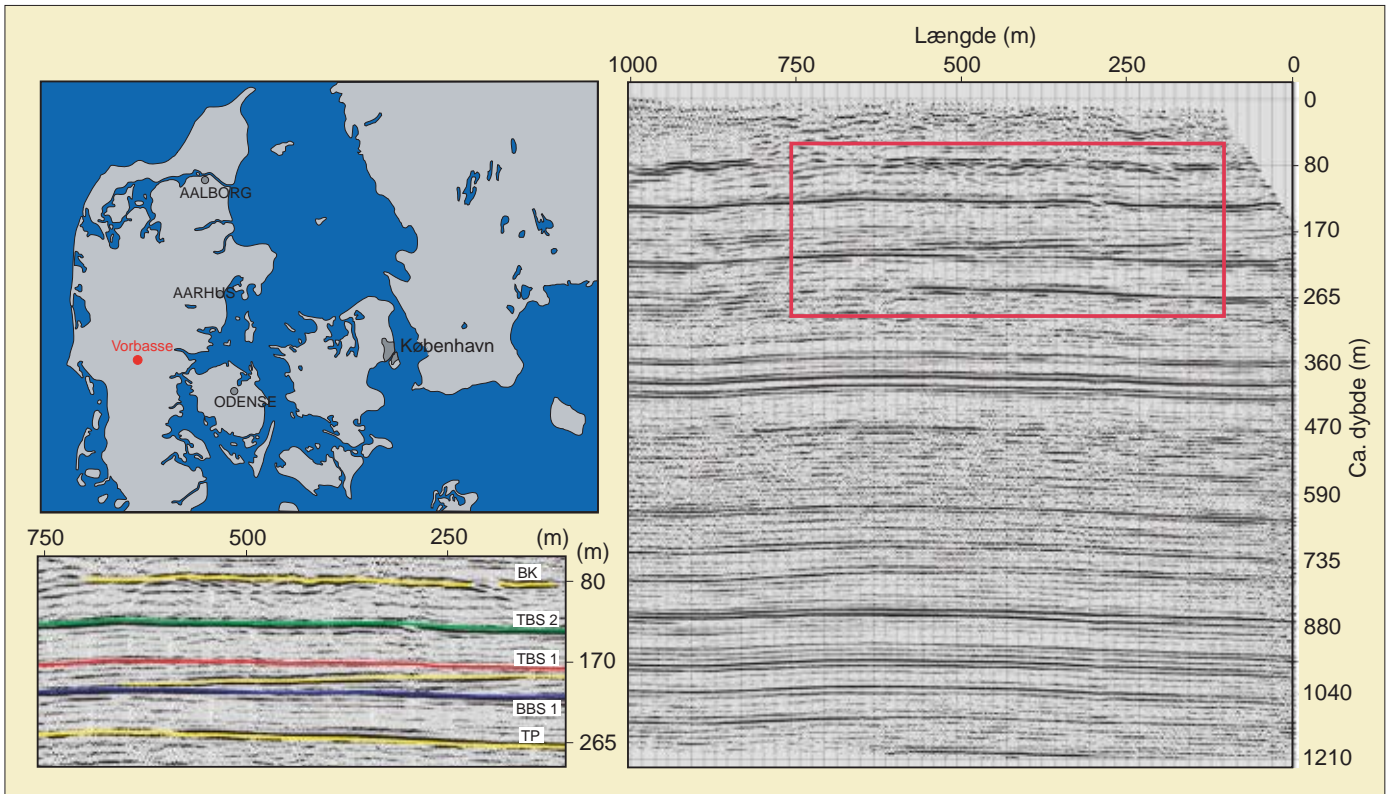 AALBORG
AARHUS
Vorbasse
København
ODENSE
Længde (m)
1000 750 500 250 0
0
80
170
265
360
470
590
735
880
1040
1210
Ca. dybde (m)
750 500 250 (m) (m)
BK 80
TBS 2
TBS 1 170
BBS 1
TP 265